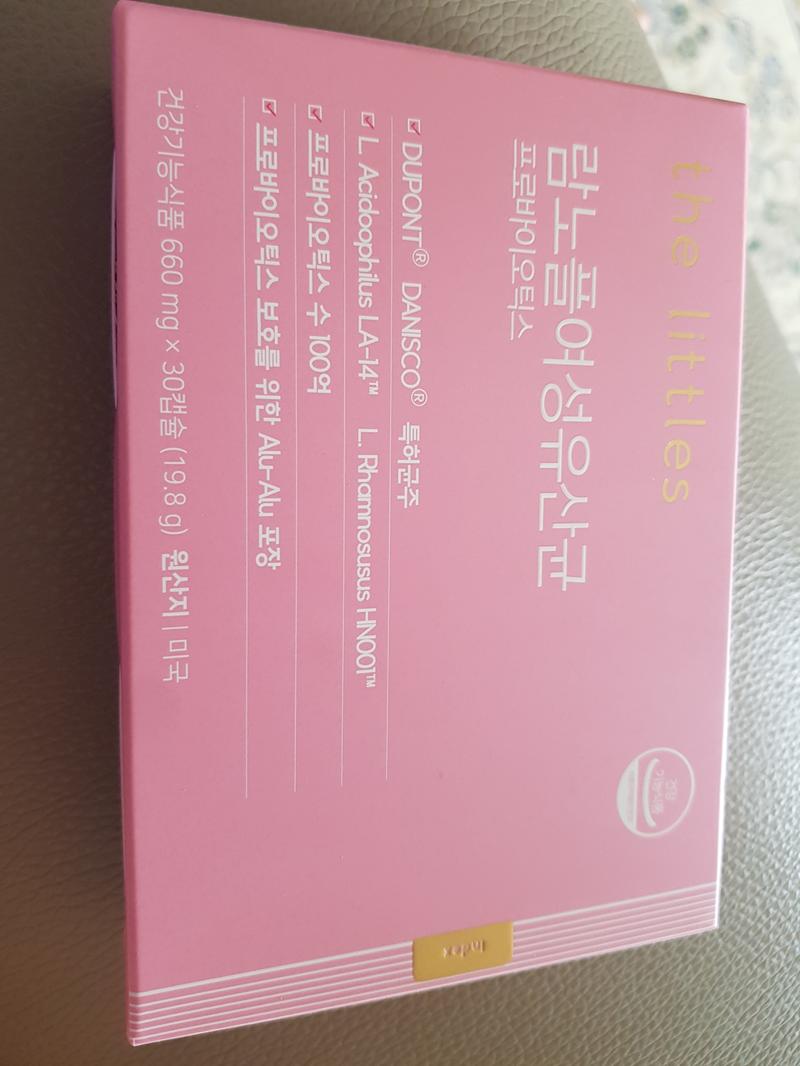 the littles
람노플여성유산균
프로바이오틱스
DUPONT® DANISCO® 특허균주
L. Acidoophilus LA-14™ L. Rhamnosusus HN001™
프로바이오틱스 수 100억
프로바이오틱스 보호를 위한 Alu-Alu 포장
건강기능식품 660 mg × 30캡슐 (19.8 g) 원산지 | 미국
건강
기능식품
Index